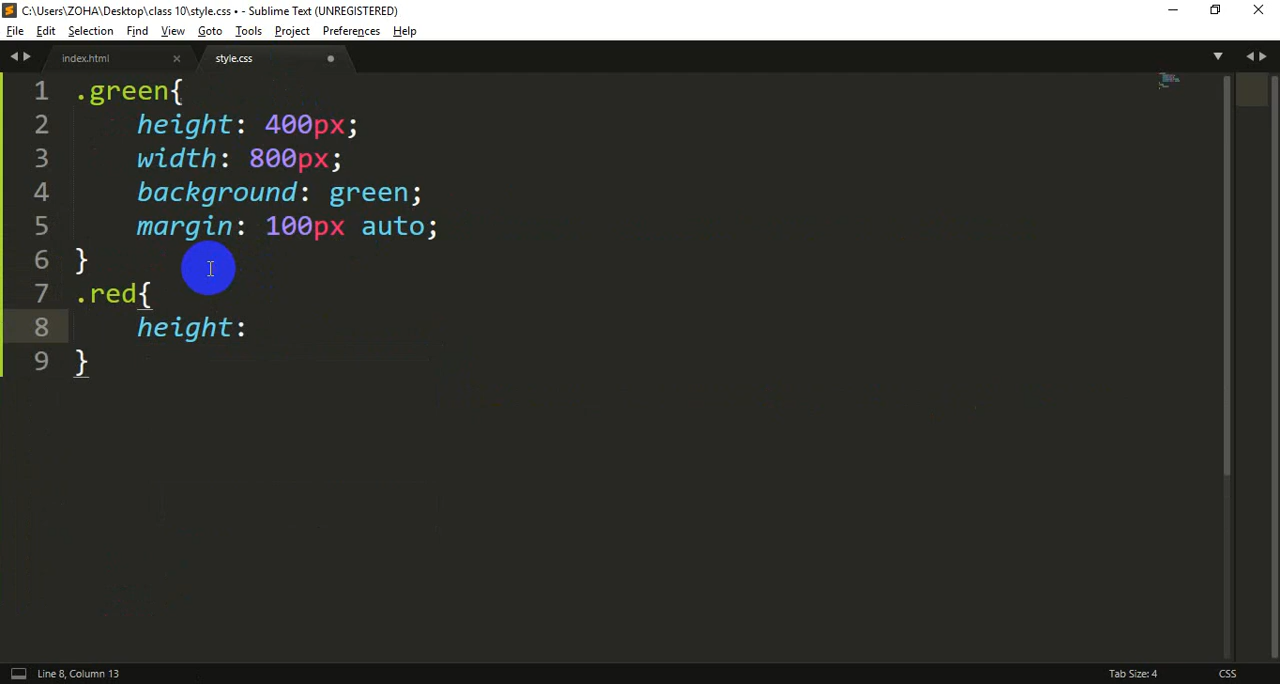 C:\Users\ZOHA\Desktop\class 10\style.css • - Sublime Text (UNREGISTERED)
File Edit Selection Find View Goto Tools Project Preferences Help
index.html style.css
1 .green{
2 height: 400px;
3 width: 800px;
4 background: green;
5 margin: 100px auto;
6 }
7 .red{
8 height:
9 }
Line 8, Column 13 Tab Size: 4 CSS